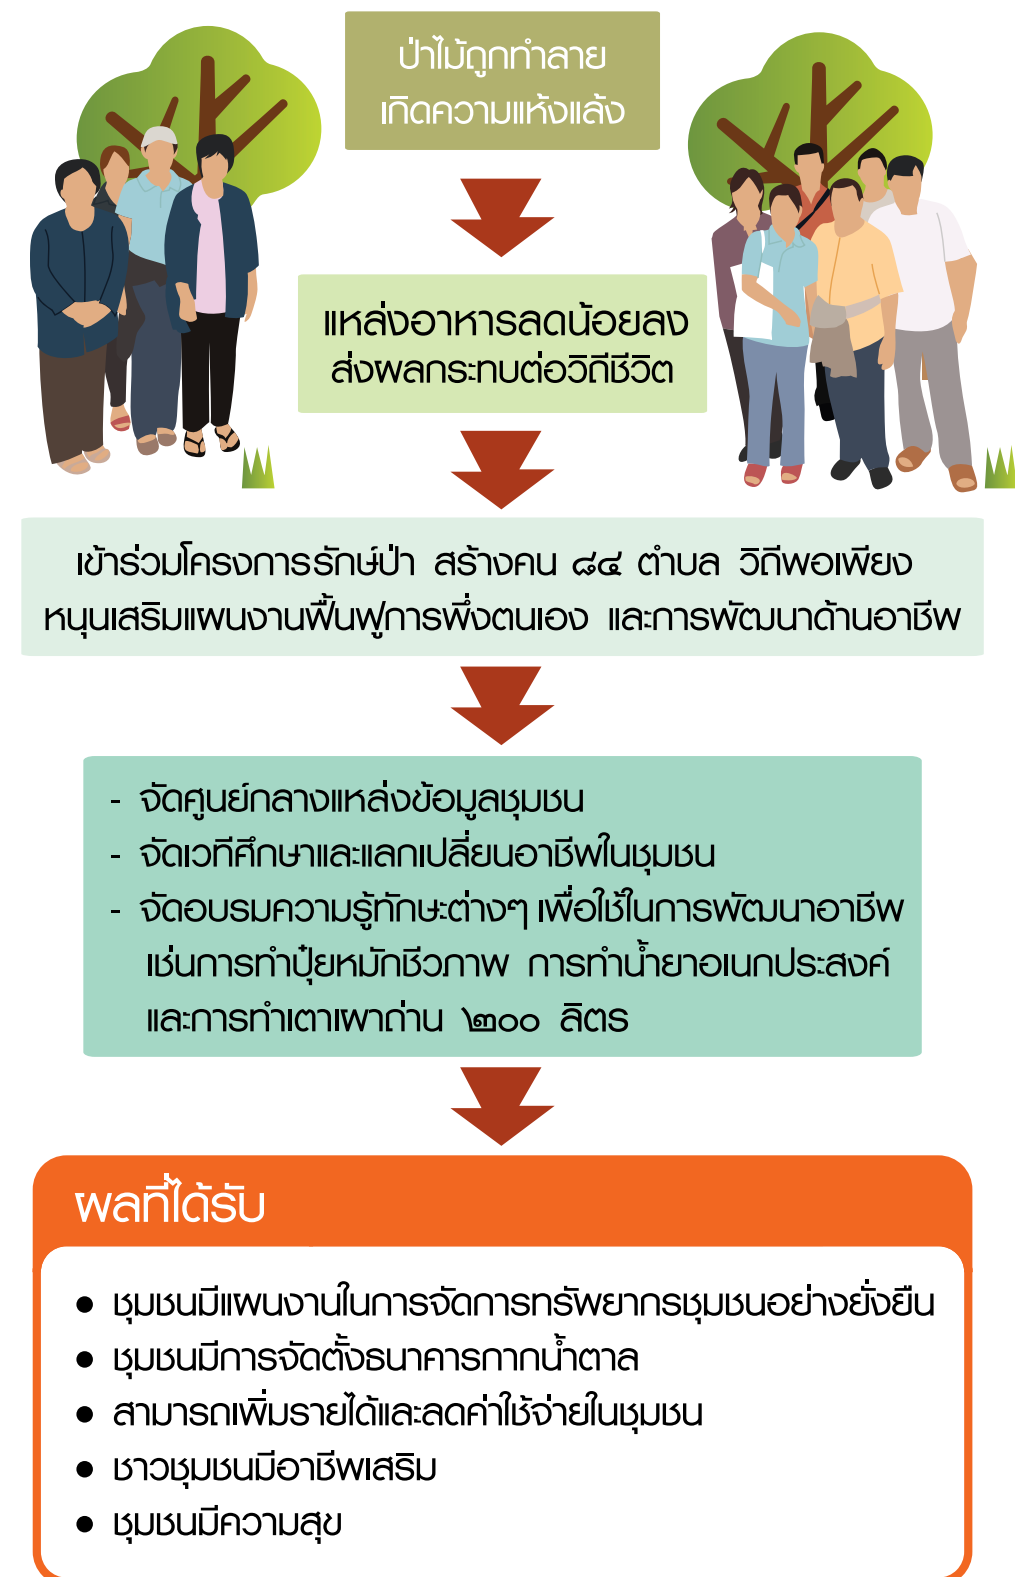 ป่าไม้ถูกทำลาย
เกิดความแห้งแล้ง
แหล่งอาหารลดน้อยลง
ส่งผลกระทบต่อวิถีชีวิต
เข้าร่วมโครงการรักษ์ป่า สร้างคน ๘๔ ตำบล วิถีพอเพียง
หนุนเสริมแผนงานฟื้นฟูการพึ่งตนเอง และการพัฒนาด้านอาชีพ
- จัดศูนย์กลางแหล่งข้อมูลชุมชน
- จัดเวทีศึกษาและแลกเปลี่ยนอาชีพในชุมชน
- จัดอบรมความรู้ทักษะต่างๆ เพื่อใช้ในการพัฒนาอาชีพ
เช่นการทำปุ๋ยหมักชีวภาพ การทำน้ำยาอเนกประสงค์
และการทำเตาเผาถ่าน ๒๐๐ ลิตร
ผลที่ได้รับ
● ชุมชนมีแผนงานในการจัดการทรัพยากรชุมชนอย่างยั่งยืน
● ชุมชนมีการจัดตั้งธนาคารกากน้ำตาล
● สามารถเพิ่มรายได้และลดค่าใช้จ่ายในชุมชน
● ชาวชุมชนมีอาชีพเสริม
● ชุมชนมีความสุข